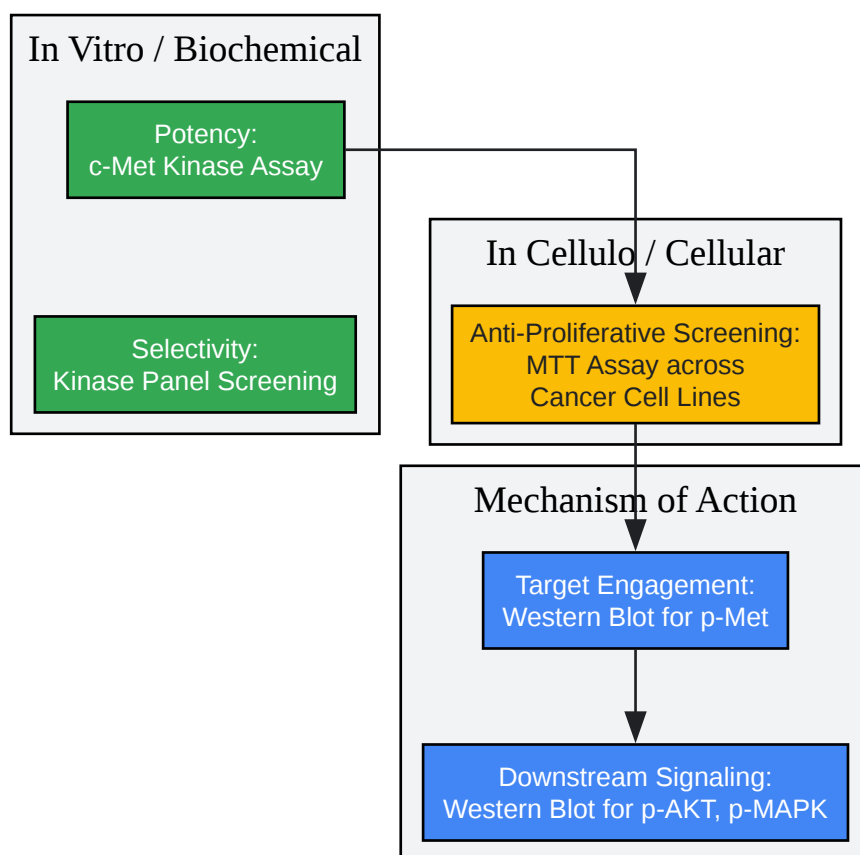 In Vitro / Biochemical
Potency:
c-Met Kinase Assay
Selectivity:
Kinase Panel Screening
In Cellulo / Cellular
Anti-Proliferative Screening:
MTT Assay across
Cancer Cell Lines
Mechanism of Action
Target Engagement:
Western Blot for p-Met
Downstream Signaling:
Western Blot for p-AKT, p-MAPK